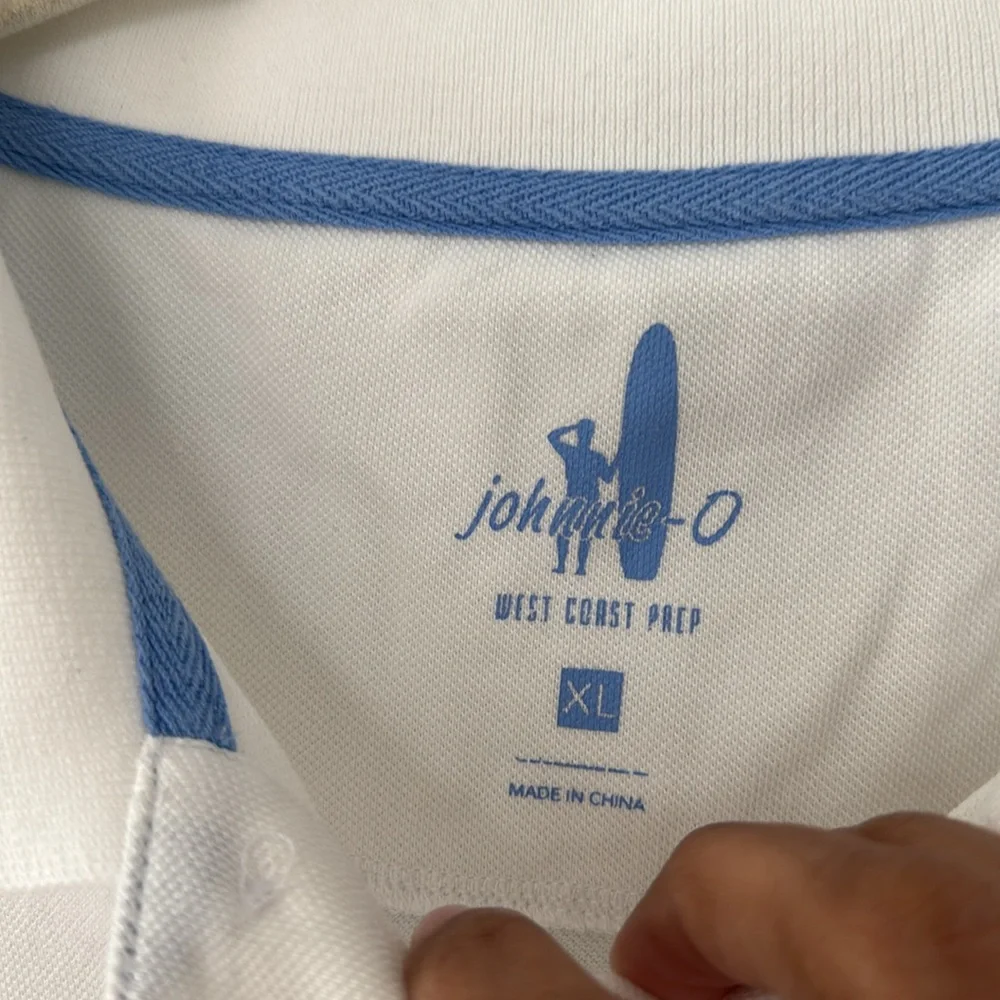 johnnie-O
WEST COAST PREP
XL
MADE IN CHINA